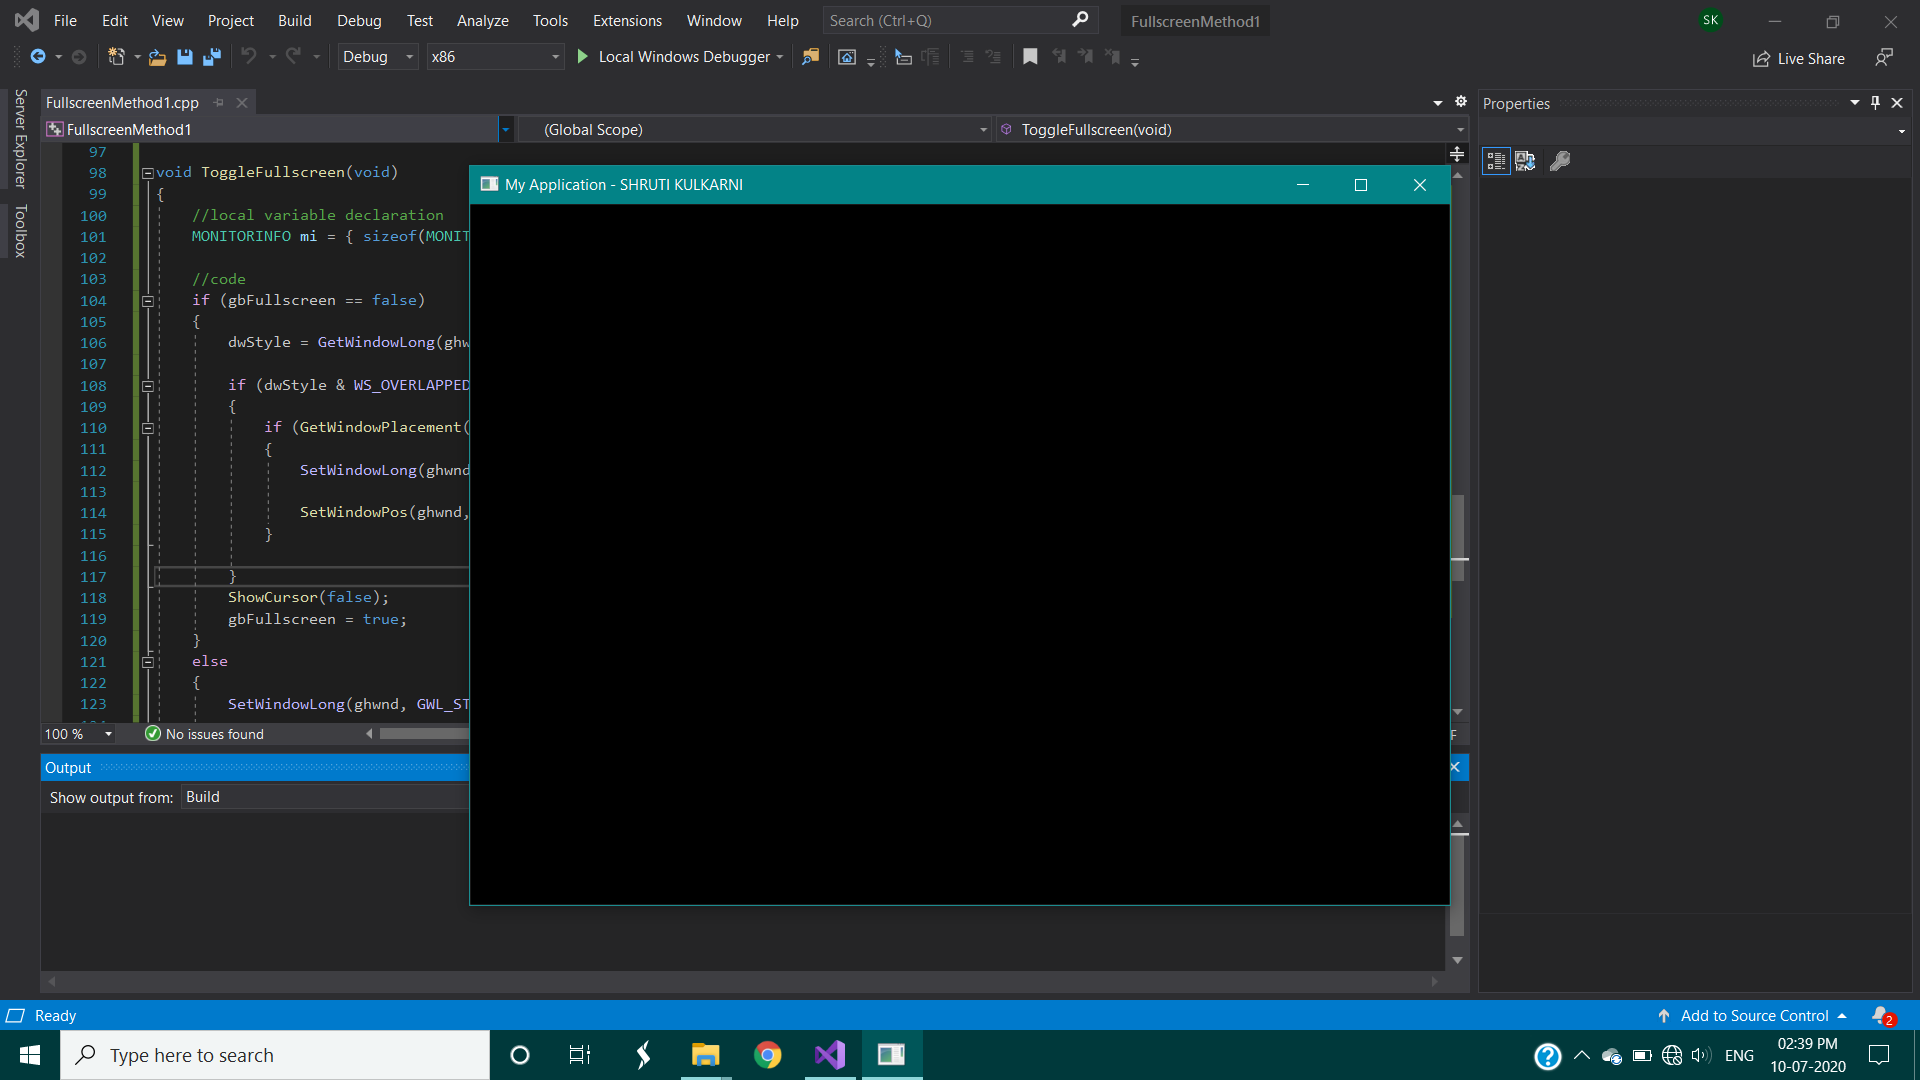 File Edit View Project Build Debug Test Analyze Tools Extensions Window Help Search (Ctrl+Q) FullscreenMethod1 SK
Debug x86 Local Windows Debugger Live Share
Server Explorer
Toolbox
FullscreenMethod1.cpp
FullscreenMethod1 (Global Scope) ToggleFullscreen(void)
97
98 void ToggleFullscreen(void)
99 {
100 //local variable declaration
101 MONITORINFO mi = { sizeof(MONIT
102
103 //code
104 if (gbFullscreen == false)
105 {
106 dwStyle = GetWindowLong(ghw
107
108 if (dwStyle & WS_OVERLAPPED
109 {
110 if (GetWindowPlacement(
111 {
112 SetWindowLong(ghwnd
113
114 SetWindowPos(ghwnd,
115 }
116
117 }
118 ShowCursor(false);
119 gbFullscreen = true;
120 }
121 else
122 {
123 SetWindowLong(ghwnd, GWL_ST
100 % No issues found
My Application - SHRUTI KULKARNI
Output
Show output from: Build
Properties
Ready Add to Source Control 2
Type here to search
ENG
02:39 PM
10-07-2020